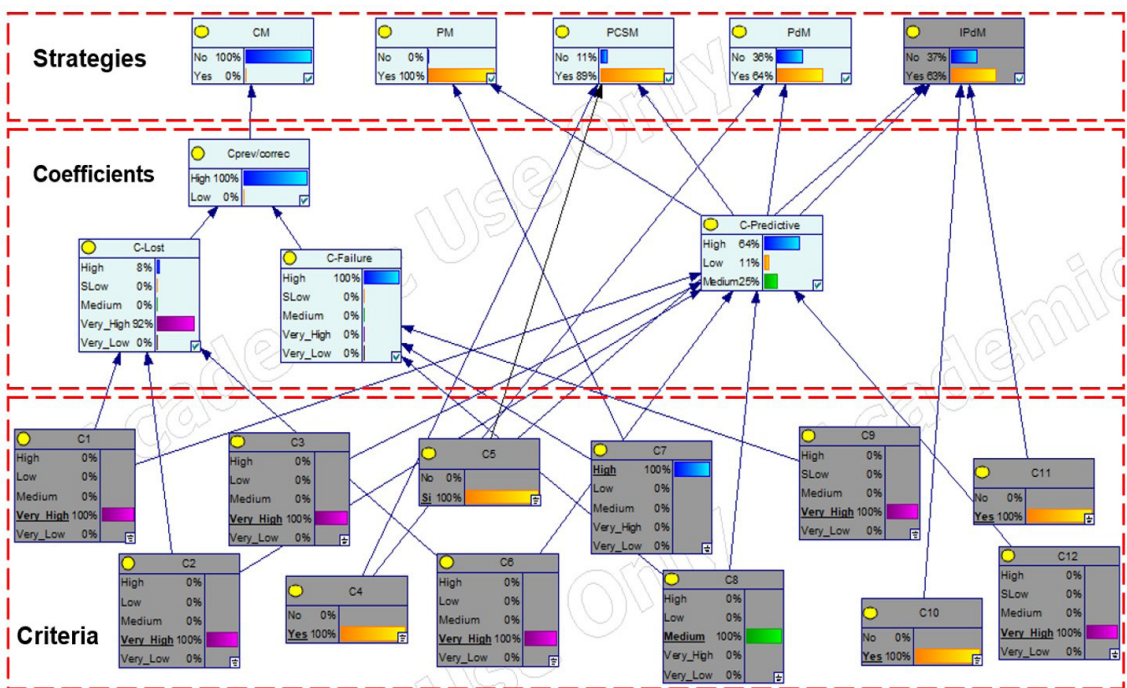 Strategies
CM
No 100%
Yes 0%
PM
No 0%
Yes 100%
PCSM
No 11%
Yes 89%
PdM
No 36%
Yes 64%
IPdM
No 37%
Yes 63%
Coefficients
Cprev/correc
High 100%
Low 0%
C-Lost
High 8%
SLow 0%
Medium 0%
Very_High 92%
Very_Low 0%
C-Failure
High 100%
SLow 0%
Medium 0%
Very_High 0%
Very_Low 0%
C-Predictive
High 64%
Low 11%
Medium 25%
Criteria
C1
High 0%
Low 0%
Medium 0%
Very_High 100%
Very_Low 0%
C3
High 0%
Low 0%
Medium 0%
Very_High 100%
Very_Low 0%
C5
No 0%
Si 100%
C7
High 100%
Low 0%
Medium 0%
Very_High 0%
Very_Low 0%
C9
High 0%
SLow 0%
Medium 0%
Very_High 100%
Very_Low 0%
C11
No 0%
Yes 100%
C2
High 0%
Low 0%
Medium 0%
Very_High 100%
Very_Low 0%
C4
No 0%
Yes 100%
C6
High 0%
Low 0%
Medium 0%
Very_High 100%
Very_Low 0%
C8
High 0%
Low 0%
Medium 100%
Very_High 0%
Very_Low 0%
C10
No 0%
Yes 100%
C12
High 0%
SLow 0%
Medium 0%
Very_High 100%
Very_Low 0%
Use Only
Academic